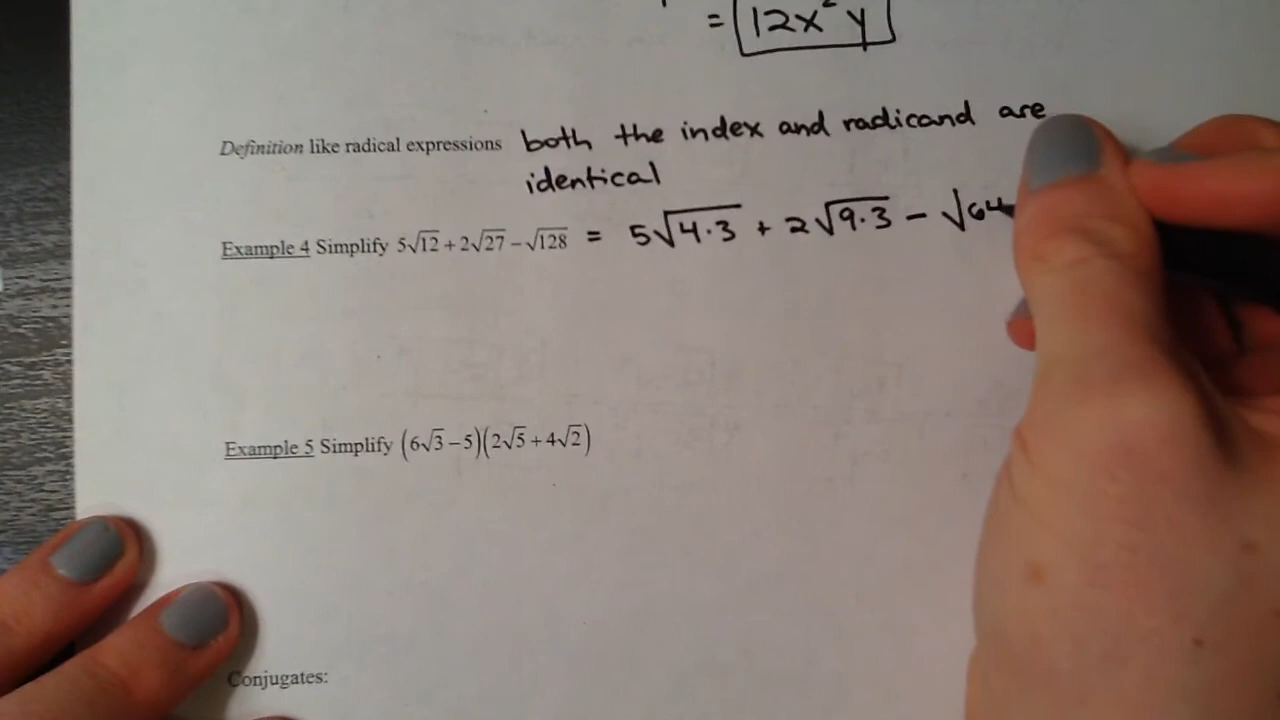 = 12x² y
Definition like radical expressions both the index and radicand are
identical
Example 4 Simplify 5√12 + 2√27 − √128 = 5√4·3 + 2√9·3 − √64
Example 5 Simplify (6√3 − 5)(2√5 + 4√2)
Conjugates: